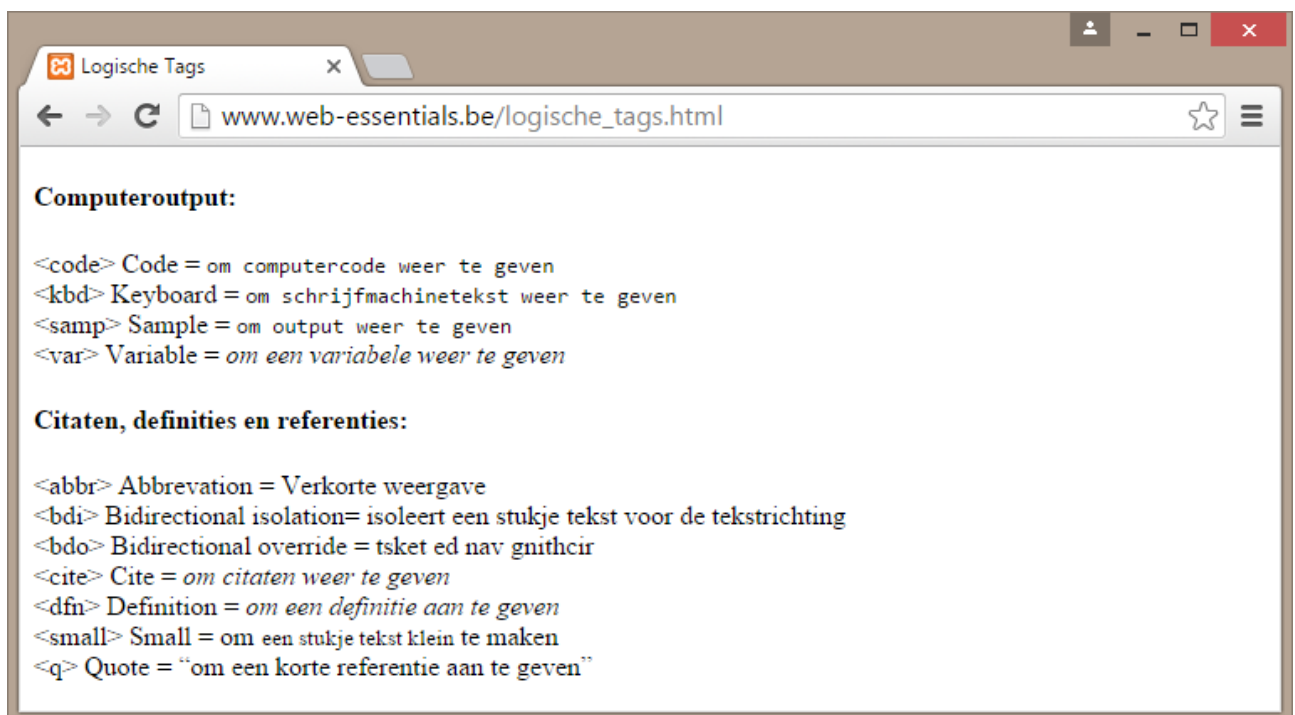 Logische Tags
www.web-essentials.be/logische_tags.html
Computeroutput:
<code> Code = om computercode weer te geven
<kbd> Keyboard = om schrijfmachinetekst weer te geven
<samp> Sample = om output weer te geven
<var> Variable = om een variabele weer te geven
Citaten, definities en referenties:
<abbr> Abbrevation = Verkorte weergave
<bdi> Bidirectional isolation= isoleert een stukje tekst voor de tekstrichting
<bdo> Bidirectional override = tsket ed nav gnithcir
<cite> Cite = om citaten weer te geven
<dfn> Definition = om een definitie aan te geven
<small> Small = om een stukje tekst klein te maken
<q> Quote = “om een korte referentie aan te geven”